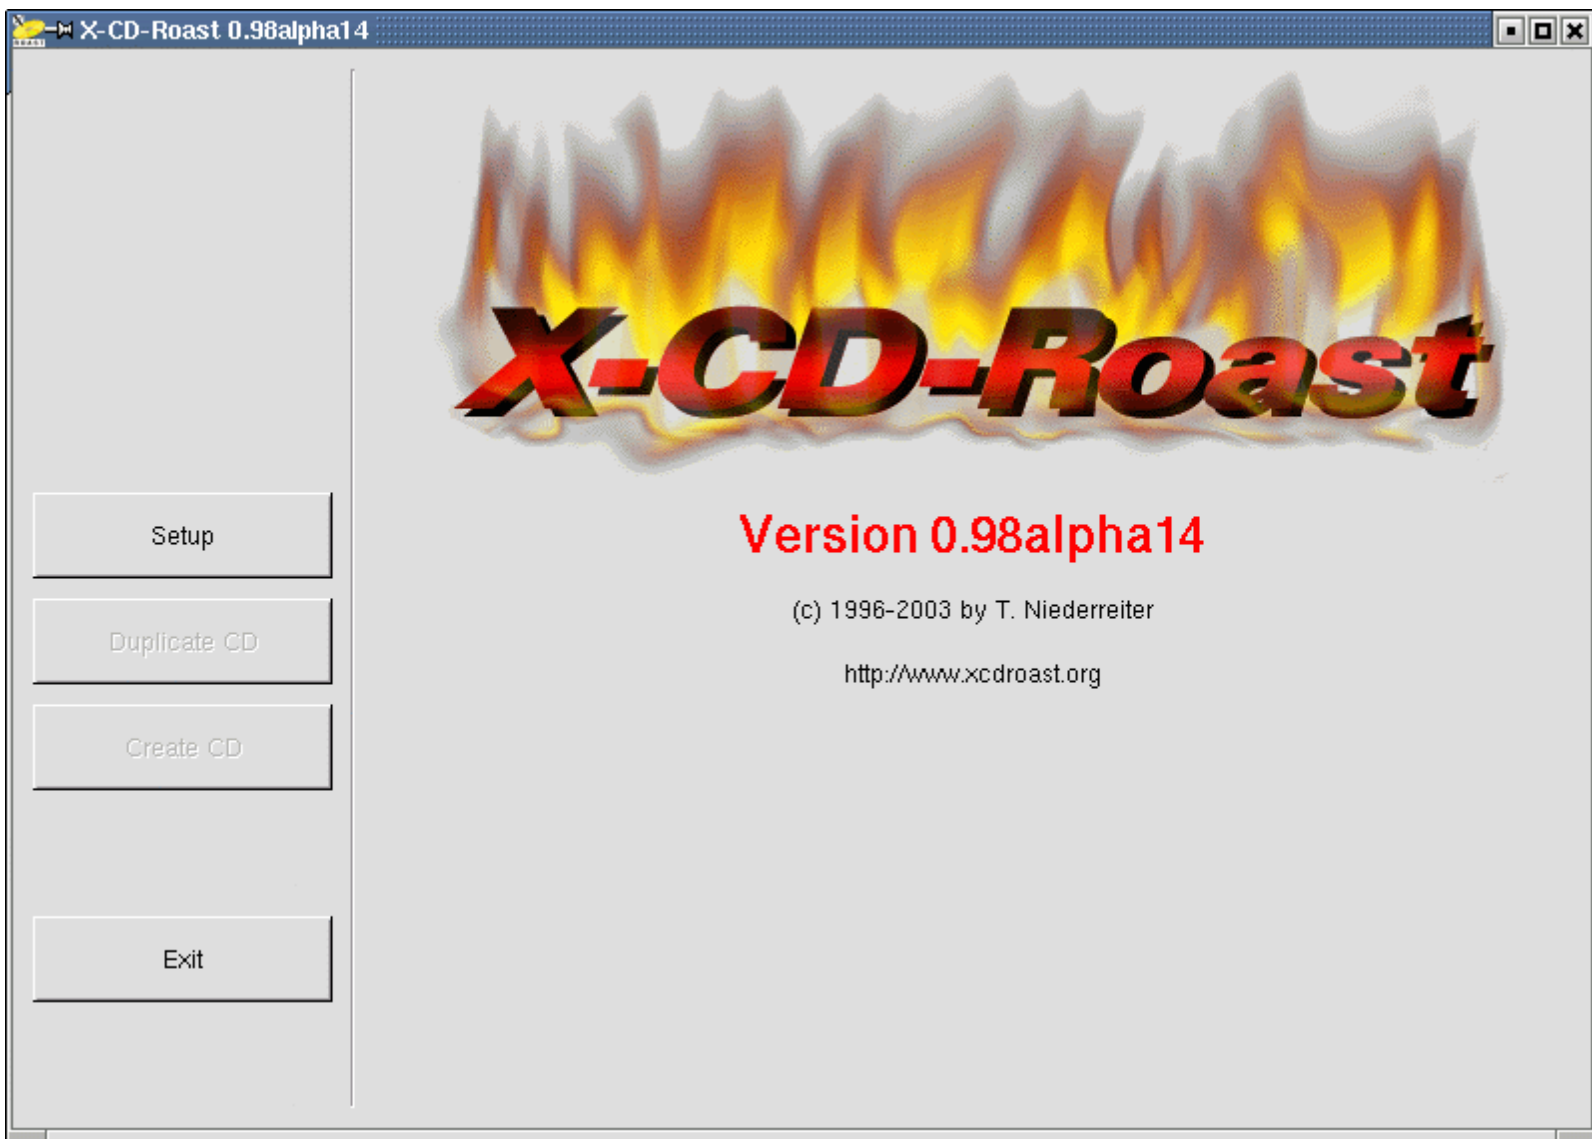 X-CD-Roast 0.98alpha14
X-CD-Roast
Setup
Duplicate CD
Create CD
Exit
Version 0.98alpha14
(c) 1996-2003 by T. Niederreiter
http://www.xcdroast.org